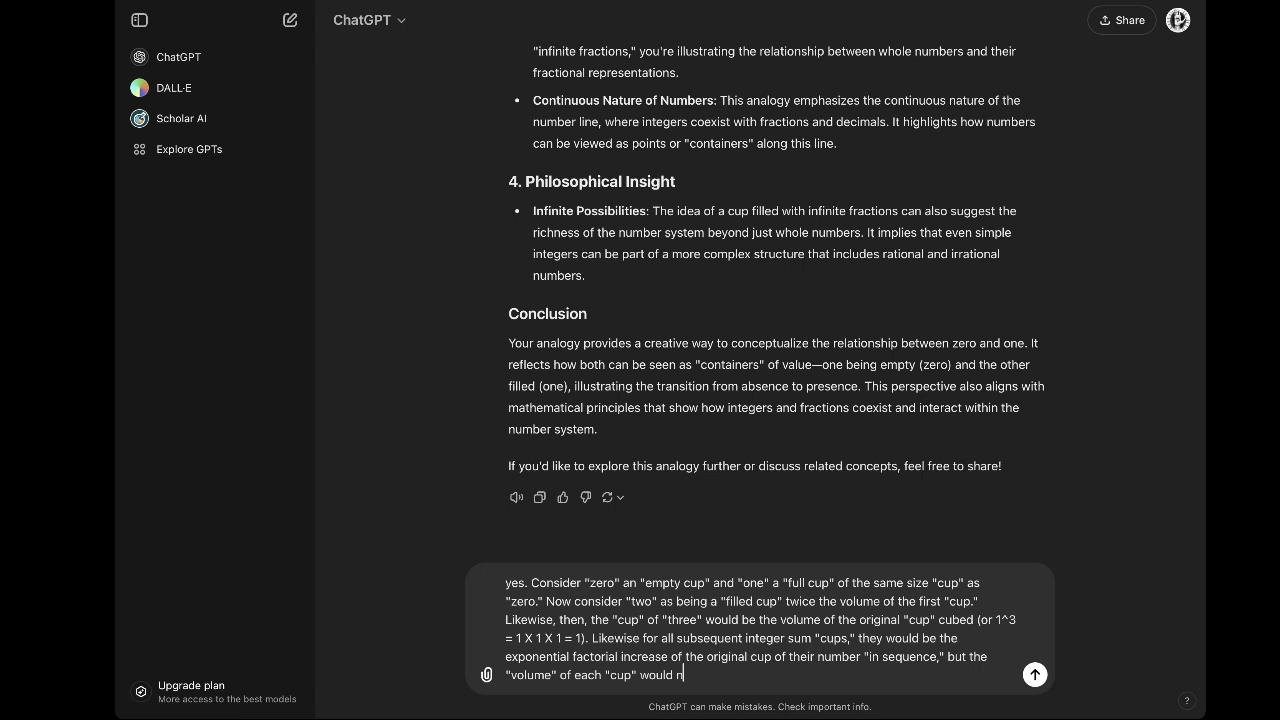 ChatGPT
Share
ChatGPT
DALL·E
Scholar AI
Explore GPTs
"infinite fractions," you're illustrating the relationship between whole numbers and their
fractional representations.
• Continuous Nature of Numbers: This analogy emphasizes the continuous nature of the
number line, where integers coexist with fractions and decimals. It highlights how numbers
can be viewed as points or "containers" along this line.
4. Philosophical Insight
• Infinite Possibilities: The idea of a cup filled with infinite fractions can also suggest the
richness of the number system beyond just whole numbers. It implies that even simple
integers can be part of a more complex structure that includes rational and irrational
numbers.
Conclusion
Your analogy provides a creative way to conceptualize the relationship between zero and one. It
reflects how both can be seen as "containers" of value—one being empty (zero) and the other
filled (one), illustrating the transition from absence to presence. This perspective also aligns with
mathematical principles that show how integers and fractions coexist and interact within the
number system.
If you'd like to explore this analogy further or discuss related concepts, feel free to share!
yes. Consider "zero" an "empty cup" and "one" a "full cup" of the same size "cup" as
"zero." Now consider "two" as being a "filled cup" twice the volume of the first "cup."
Likewise, then, the "cup" of "three" would be the volume of the original "cup" cubed (or 1^3
= 1 X 1 X 1 = 1). Likewise for all subsequent integer sum "cups," they would be the
exponential factorial increase of the original cup of their number "in sequence," but the
"volume" of each "cup" would n
Upgrade plan
More access to the best models
ChatGPT can make mistakes. Check important info.
?